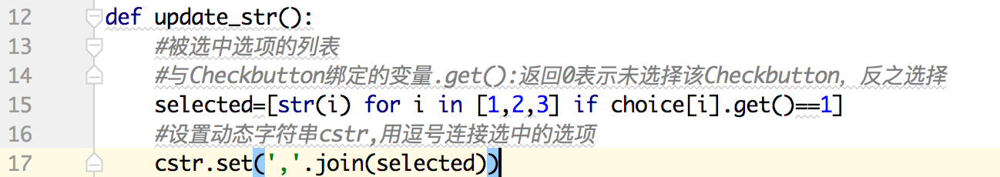 12 def update_str():
13 #被选中选项的列表
14 #与Checkbutton绑定的变量.get():返回0表示未选择该Checkbutton，反之选择
15 selected=[str(i) for i in [1,2,3] if choice[i].get()==1]
16 #设置动态字符串cstr,用逗号连接选中的选项
17 cstr.set(','.join(selected))